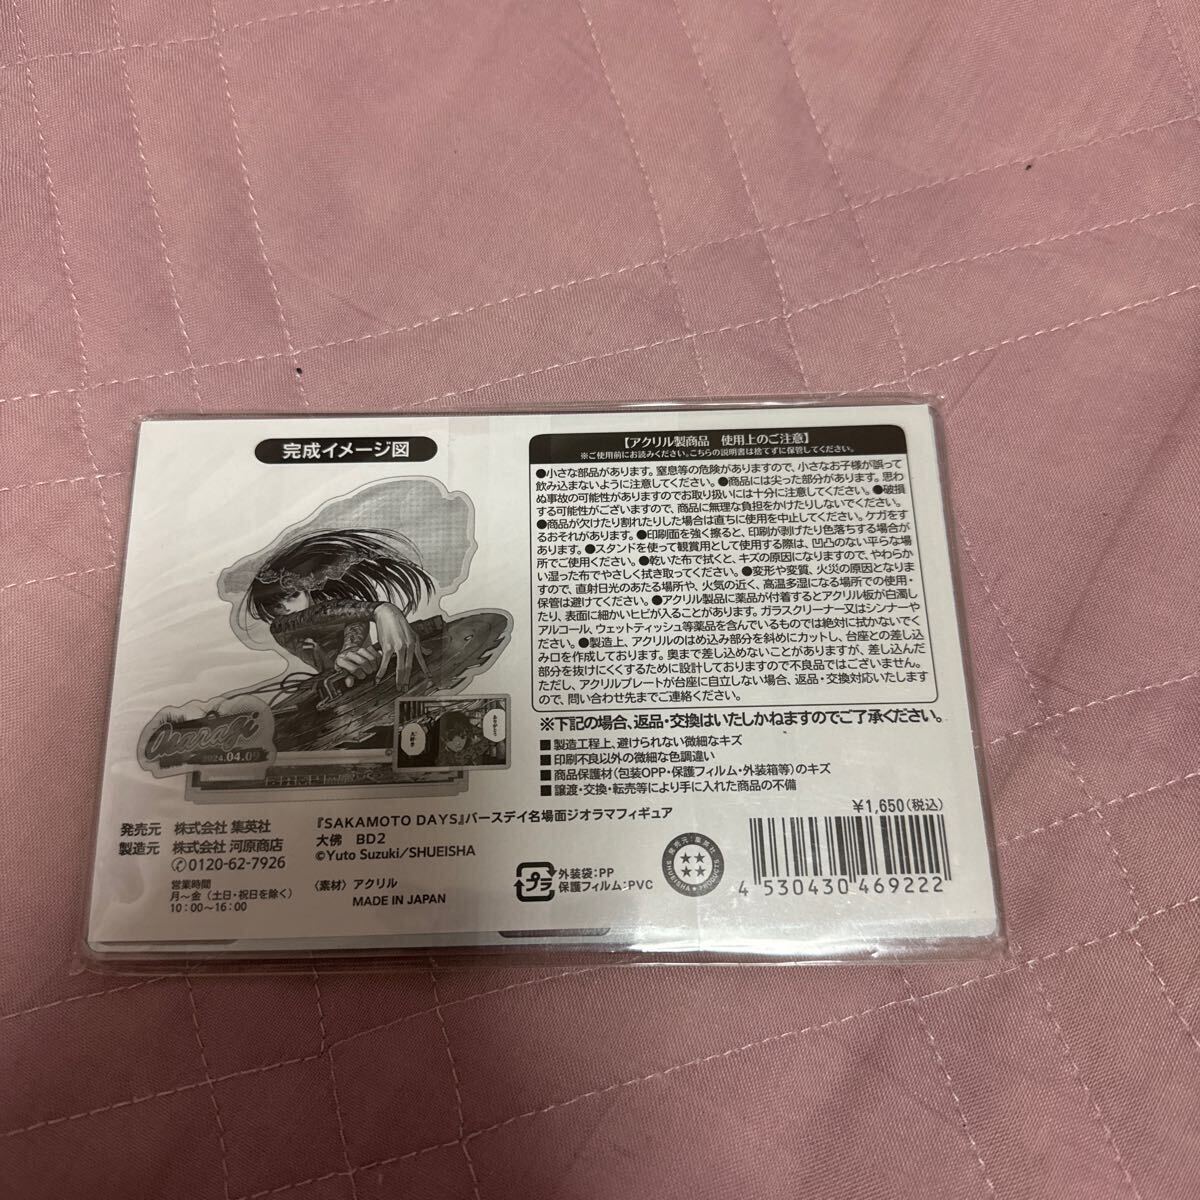 完成イメージ図
Osaragi
2024.04.09
ありがとう
大好き
【アクリル製商品 使用上のご注意】
※ご使用前にお読みください。こちらの説明書は捨てずに保管してください。
●小さな部品があります。窒息等の危険がありますので、小さなお子様が誤って
飲み込まないように注意してください。●商品には尖った部分があります。思わ
ぬ事故の可能性がありますのでお取り扱いには十分に注意してください。●破損
する可能性がございますので、商品に無理な負担をかけたりしないでください。
●商品が欠けたり割れたりした場合は直ちに使用を中止してください。ケガをす
るおそれがあります。●印刷面を強く擦ると、印刷が剥げたり色落ちする場合が
あります。●スタンドを使って観賞用として使用する際は、凹凸のない平らな場
所でご使用ください。●乾いた布で拭くと、キズの原因になりますので、やわらか
い湿った布でやさしく拭き取ってください。●変形や変質、火災の原因となりま
すので、直射日光のあたる場所や、火気の近く、高温多湿になる場所での使用・
保管は避けてください。●アクリル製品に薬品が付着するとアクリル板が白濁し
たり、表面に細かいヒビが入ることがあります。ガラスクリーナー又はシンナーや
アルコール、ウェットティッシュ等薬品を含んでいるものでは絶対に拭かないでく
ださい。●製造上、アクリルのはめ込み部分を斜めにカットし、台座との差し込
み口を作成しております。奥まで差し込めないことがありますが、差し込んだ
部分を抜けにくくするために設計しておりますので不良品ではございません。
ただし、アクリルプレートが台座に自立しない場合、返品・交換対応いたします
ので、問い合わせ先までご連絡ください。
※下記の場合、返品・交換はいたしかねますのでご了承ください。
■製造工程上、避けられない微細なキズ
■印刷不良以外の微細な色調違い
■商品保護材(包装OPP・保護フィルム・外装箱等)のキズ
■譲渡・交換・転売等により手に入れた商品の不備
発売元 株式会社 集英社
製造元 株式会社 河原商店
✆0120-62-7926
営業時間
月〜金(土日・祝日を除く)
10:00〜16:00
『SAKAMOTO DAYS』バースデイ名場面ジオラマフィギュア
大佛 BD2
©Yuto Suzuki/SHUEISHA
〈素材〉アクリル
MADE IN JAPAN
プラ
外装袋:PP
保護フィルム:PVC
発売元・集英社
SHUEISHA PRODUCTS
¥1,650(税込)
4 530430 469222